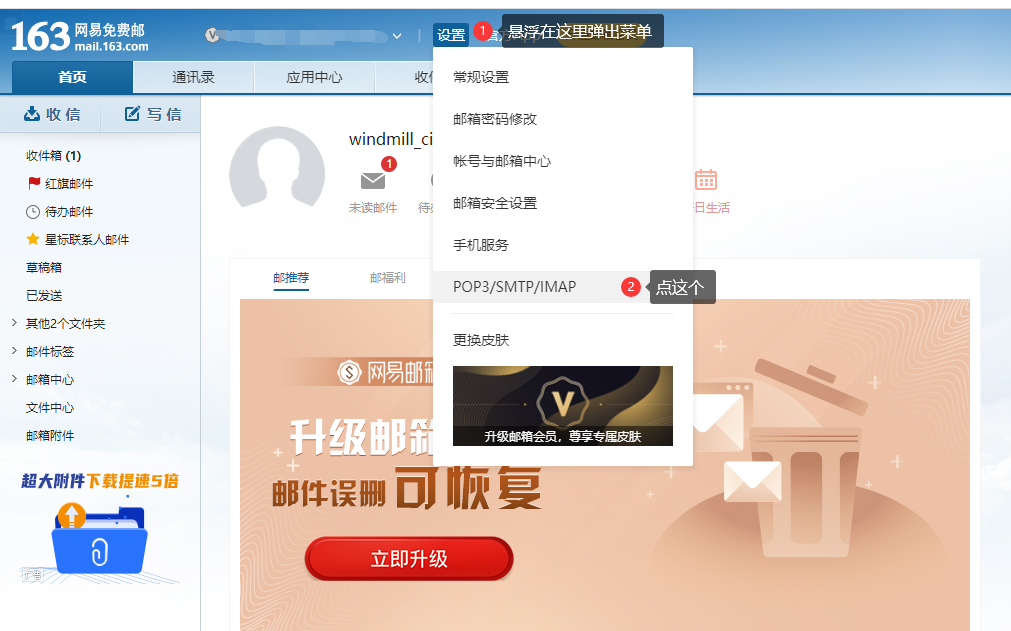 163 网易免费邮
mail.163.com
V
设置
1
悬浮在这里弹出菜单
首页
通讯录
应用中心
收
收信
写信
常规设置
邮箱密码修改
帐号与邮箱中心
邮箱安全设置
手机服务
POP3/SMTP/IMAP
2
点这个
更换皮肤
V
升级邮箱会员，尊享专属皮肤
收件箱 (1)
红旗邮件
待办邮件
星标联系人邮件
草稿箱
已发送
其他2个文件夹
邮件标签
邮箱中心
文件中心
邮箱附件
超大附件下载提速5倍
广告
windmill_ci
1
未读邮件
待
日生活
邮推荐
邮福利
网易邮箱
升级邮箱
邮件误删 可恢复
立即升级